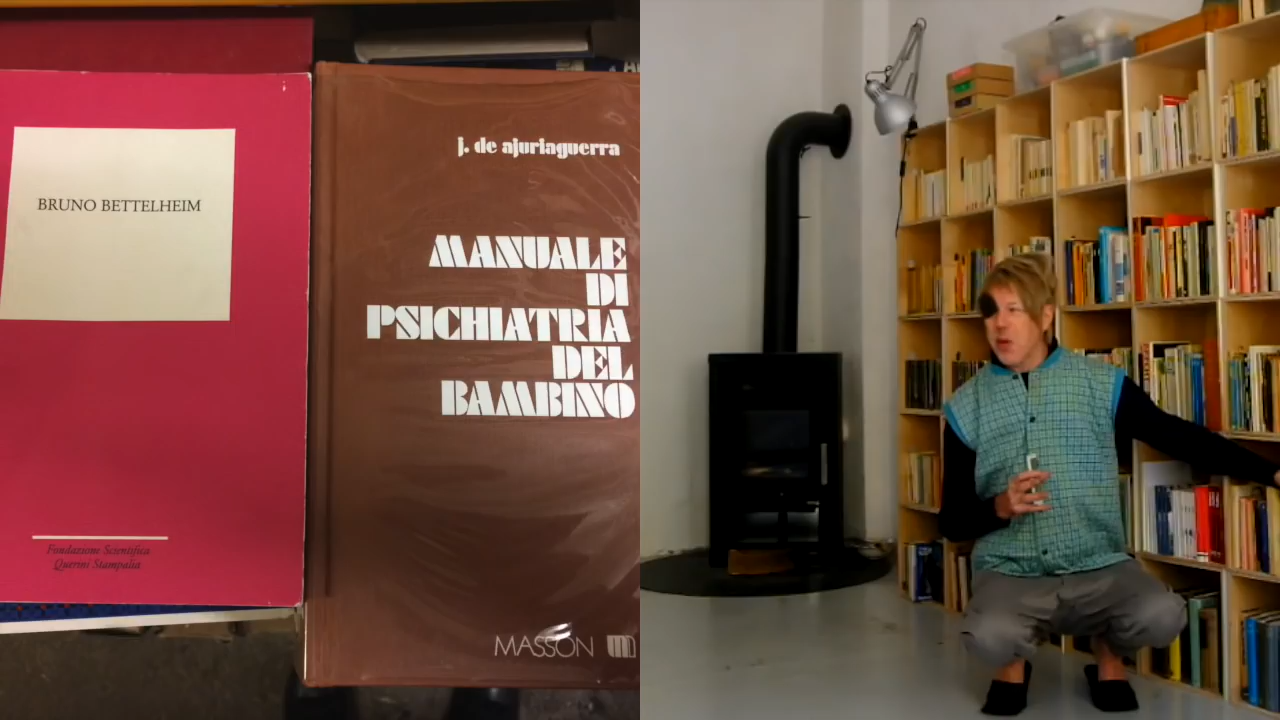 BRUNO BETTELHEIM
Fondazione Scientifica
Querini Stampalia
j. de ajuriaguerra
MANUALE
DI
PSICHIATRIA
DEL
BAMBINO
MASSON